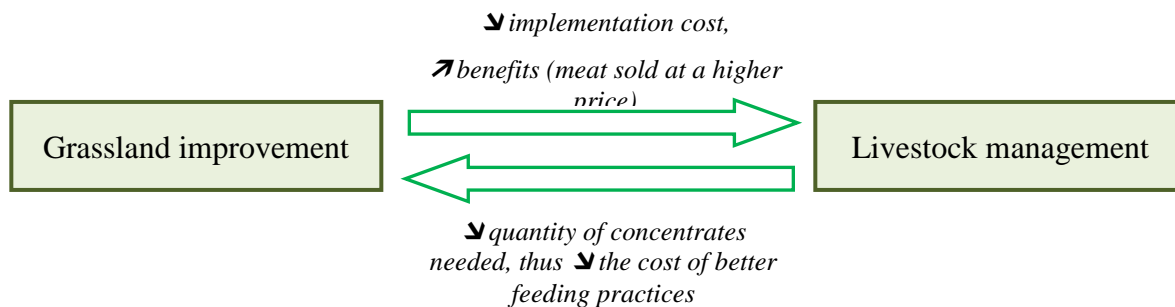 ↘ implementation cost,
↗ benefits (meat sold at a higher
price)
Grassland improvement
Livestock management
↘ quantity of concentrates
needed, thus ↘ the cost of better
feeding practices